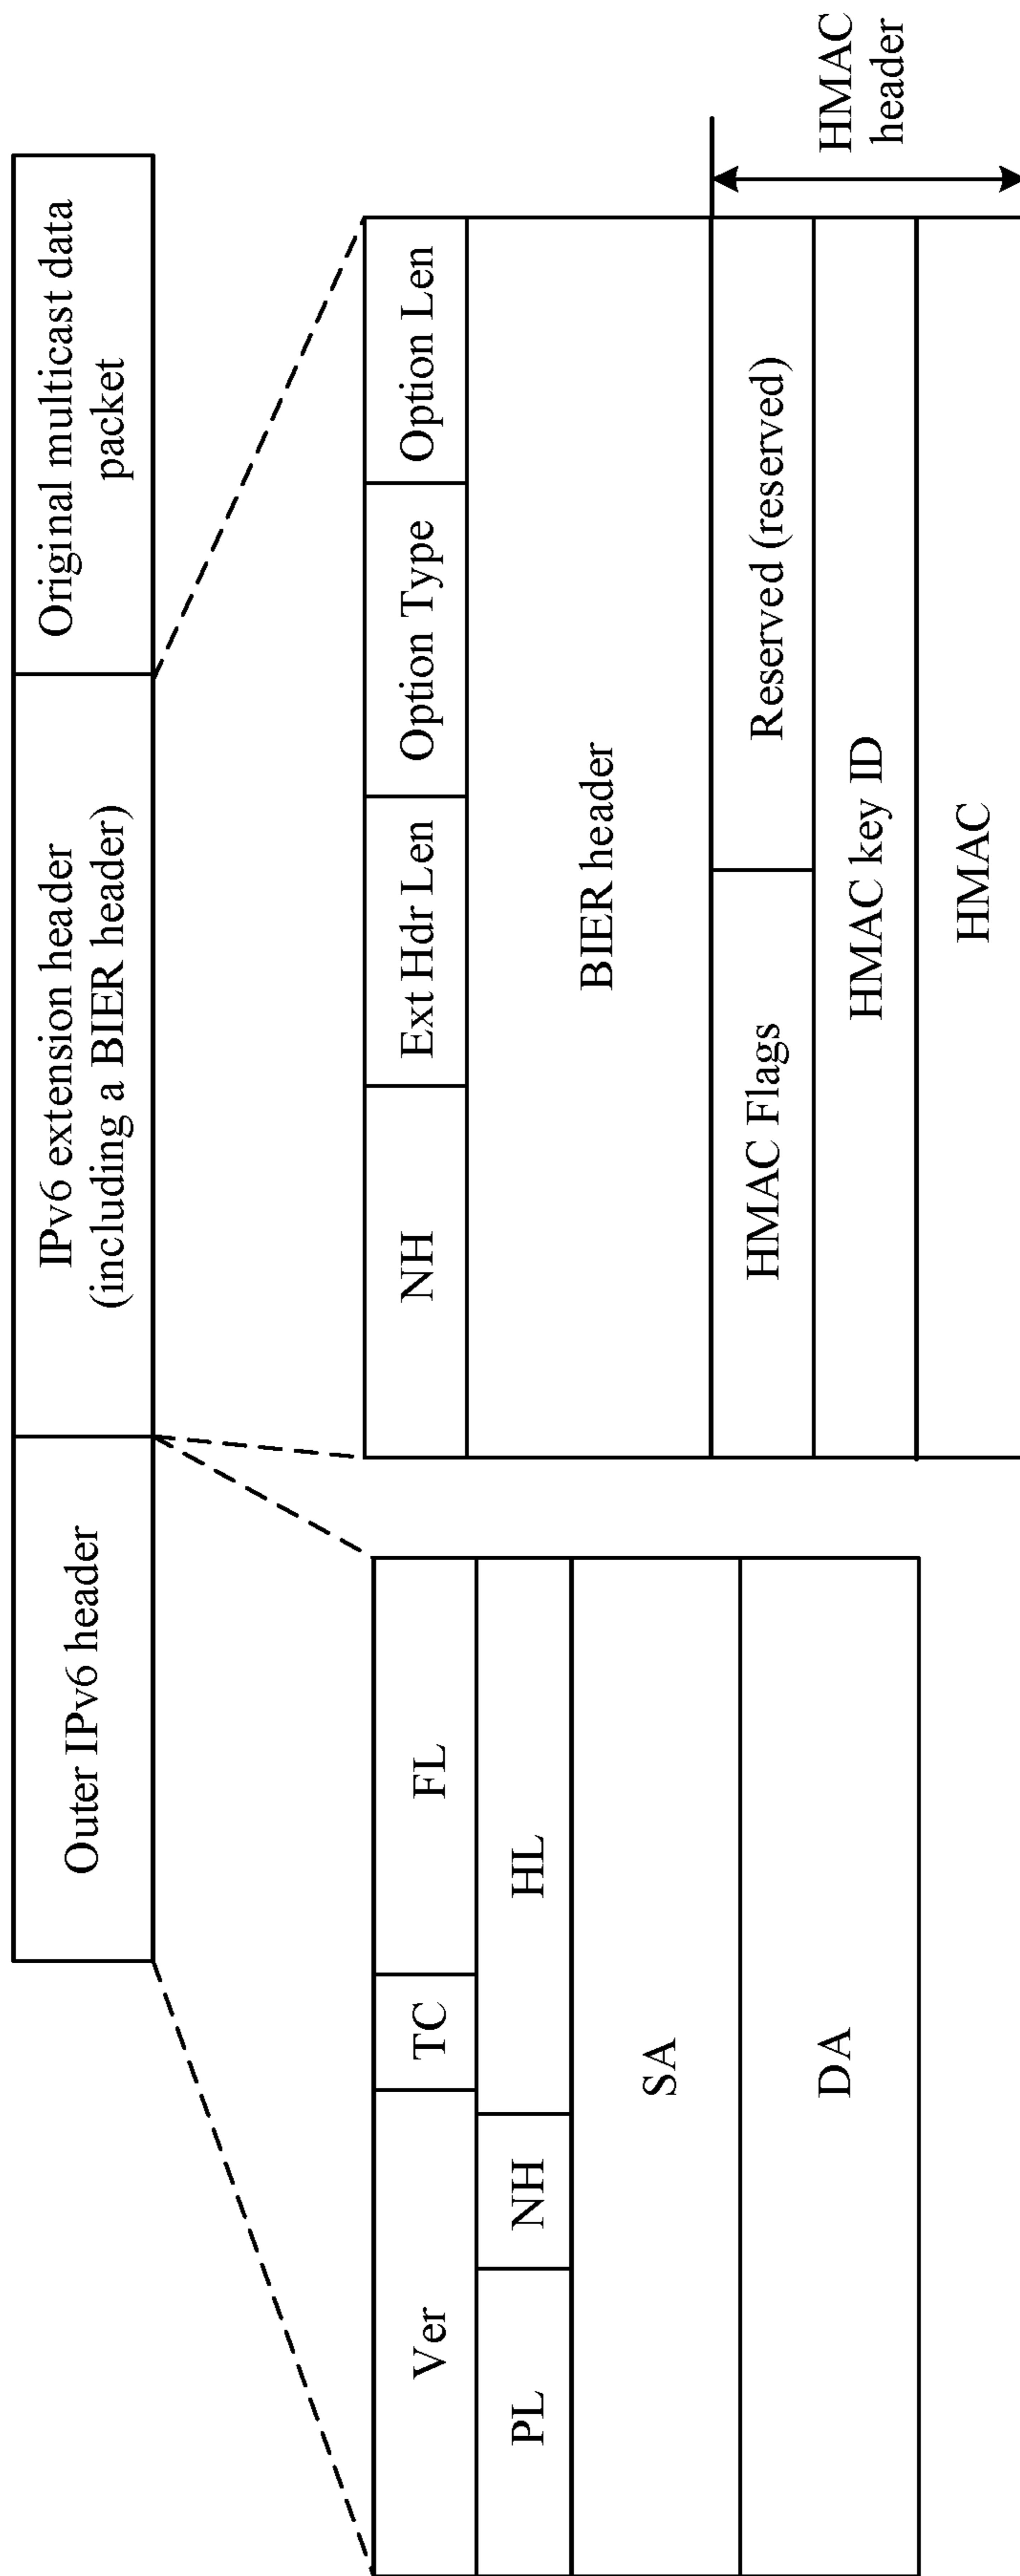 Outer IPv6 header
IPv6 extension header
(including a BIER header)
Original multicast data
packet
Ver
TC
FL
PL
NH
HL
SA
DA
NH
Ext Hdr Len
Option Type
Option Len
BIER header
HMAC Flags
Reserved (reserved)
HMAC key ID
HMAC
HMAC
header